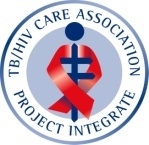 TB/HIV CARE ASSOCIATION
PROJECT INTEGRATE